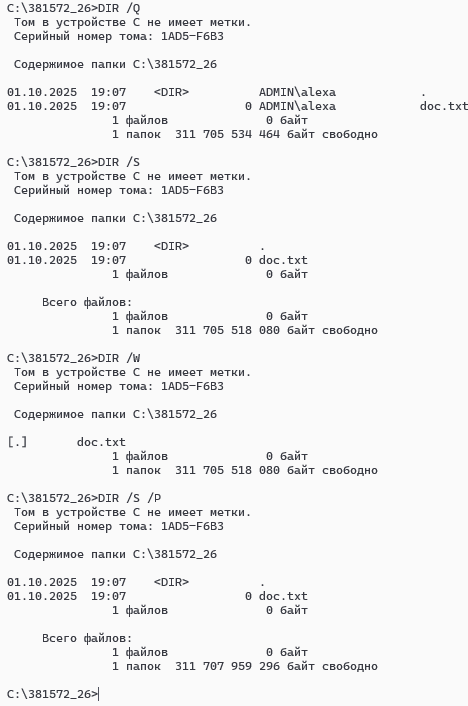 C:\381572_26>DIR /Q
Том в устройстве C не имеет метки.
Серийный номер тома: 1AD5-F6B3
Содержимое папки C:\381572_26
01.10.2025  19:07    <DIR>          ADMIN\alexa            .
01.10.2025  19:07                 0 ADMIN\alexa            doc.txt
1 файлов              0 байт
1 папок  311 705 534 464 байт свободно
C:\381572_26>DIR /S
Том в устройстве C не имеет метки.
Серийный номер тома: 1AD5-F6B3
Содержимое папки C:\381572_26
01.10.2025  19:07    <DIR>          .
01.10.2025  19:07                 0 doc.txt
1 файлов              0 байт
Всего файлов:
1 файлов              0 байт
1 папок  311 705 518 080 байт свободно
C:\381572_26>DIR /W
Том в устройстве C не имеет метки.
Серийный номер тома: 1AD5-F6B3
Содержимое папки C:\381572_26
[.]       doc.txt
1 файлов              0 байт
1 папок  311 705 518 080 байт свободно
C:\381572_26>DIR /S /P
Том в устройстве C не имеет метки.
Серийный номер тома: 1AD5-F6B3
Содержимое папки C:\381572_26
01.10.2025  19:07    <DIR>          .
01.10.2025  19:07                 0 doc.txt
1 файлов              0 байт
Всего файлов:
1 файлов              0 байт
1 папок  311 707 959 296 байт свободно
C:\381572_26>